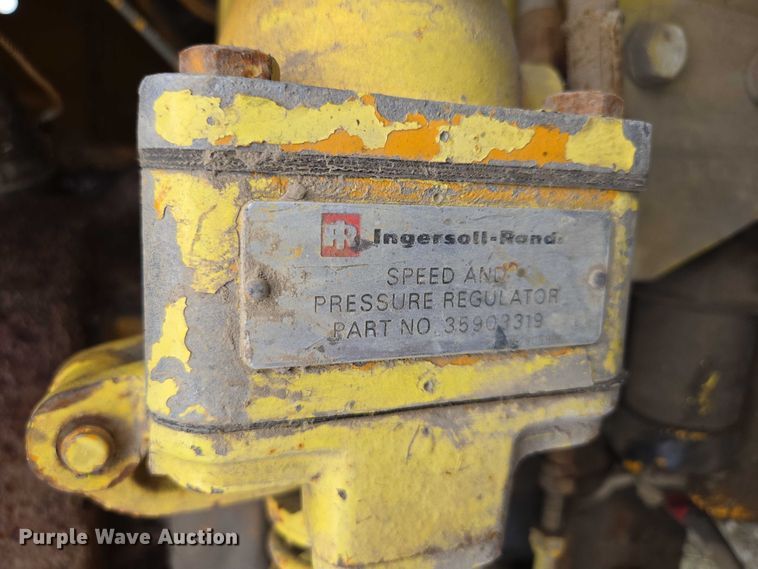 IR Ingersoll-Rand®
SPEED AND
PRESSURE REGULATOR
PART NO. 35903319
Purple Wave Auction